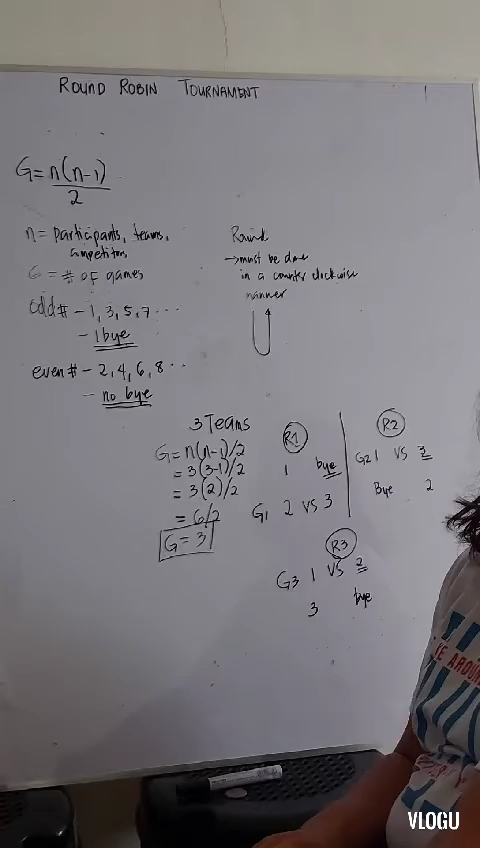 ROUND ROBIN TOURNAMENT
G = n(n-1)
2
n = participants, teams,
competitors
G = # of games
odd # - 1, 3, 5, 7 ...
- 1 bye
even # - 2, 4, 6, 8 ..
- no bye
Round
→ must be done
in a counter clockwise
manner
3 Teams
G = n(n-1)/2
= 3(3-1)/2
= 3(2)/2
= 6/2
G = 3
R1
1 bye
G1 2 VS 3
R2
G2 1 VS 3
Bye 2
R3
G3 1 VS 2
3 bye
AROUN
VLOGU